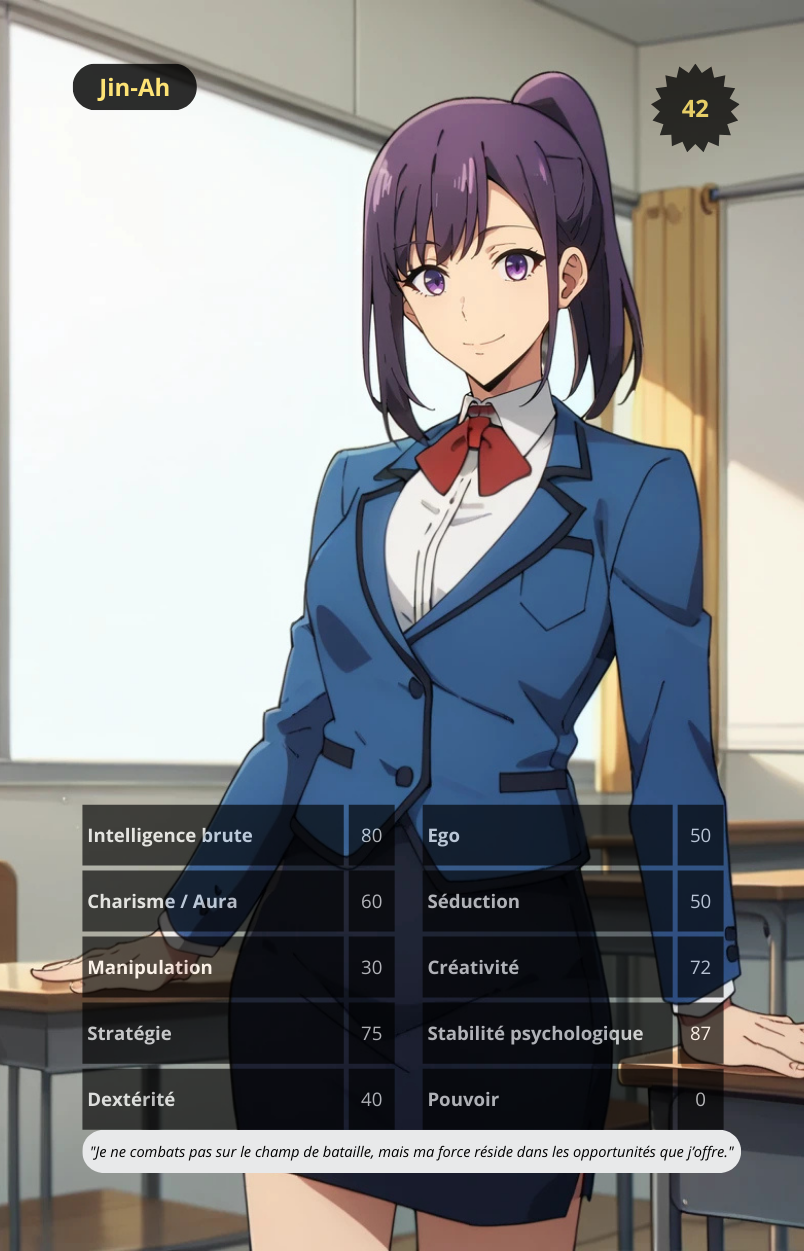 Jin-Ah
42
Intelligence brute 80 Ego 50
Charisme / Aura 60 Séduction 50
Manipulation 30 Créativité 72
Stratégie 75 Stabilité psychologique 87
Dextérité 40 Pouvoir 0
"Je ne combats pas sur le champ de bataille, mais ma force réside dans les opportunités que j’offre."